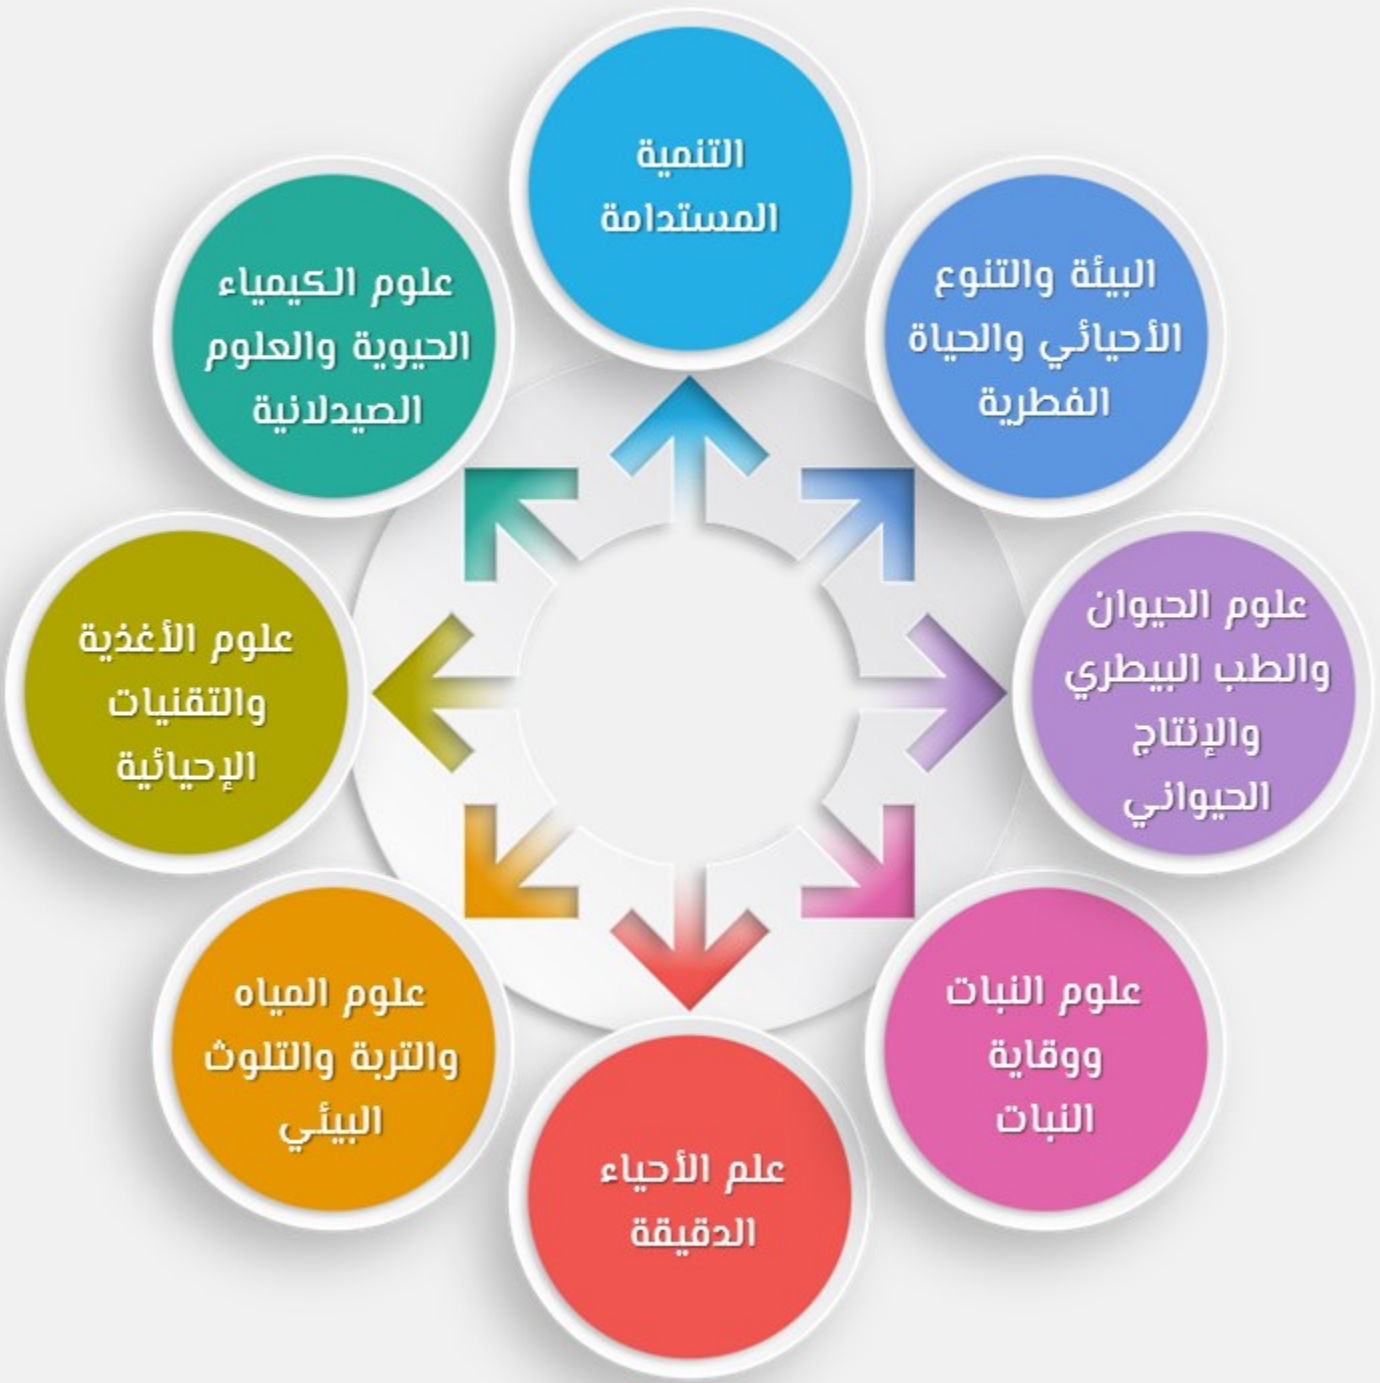 التنمية
المستدامة
البيئة والتنوع
الأحيائي والحياة
الفطرية
علوم الحيوان
والطب البيطري
والإنتاج
الحيواني
علوم النبات
ووقاية
النبات
علم الأحياء
الدقيقة
علوم المياه
والتربة والتلوث
البيئي
علوم الأغذية
والتقنيات
الإحيائية
علوم الكيمياء
الحيوية والعلوم
الصيدلانية